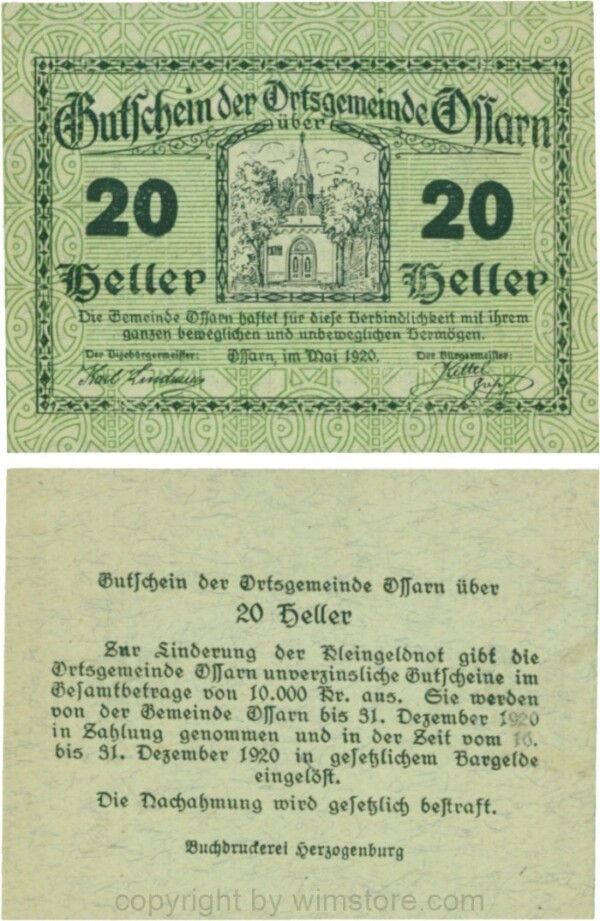 Gutschein der Ortsgemeinde Ossarn
über
20 20
Heller Heller
Die Gemeinde Ossarn haftet für diese Verbindlichkeit mit ihrem
ganzen beweglichen und unbeweglichen Vermögen.
Der Vizebürgermeister: Ossarn, im Mai 1920. Der Bürgermeister:
Karl
Gutschein der Ortsgemeinde Ossarn über
20 Heller
Zur Linderung der Kleingeldnot gibt die
Ortsgemeinde Ossarn unverzinsliche Gutscheine im
Gesamtbetrage von 10.000 Kr. aus. Sie werden
von der Gemeinde Ossarn bis 31. Dezember 1920
in Zahlung genommen und in der Zeit vom 16.
bis 31. Dezember 1920 in gesetzlichem Bargelde
eingelöst.
Die Nachahmung wird gesetzlich bestraft.
Buchdruckerei Herzogenburg
copyright by wimstore.com